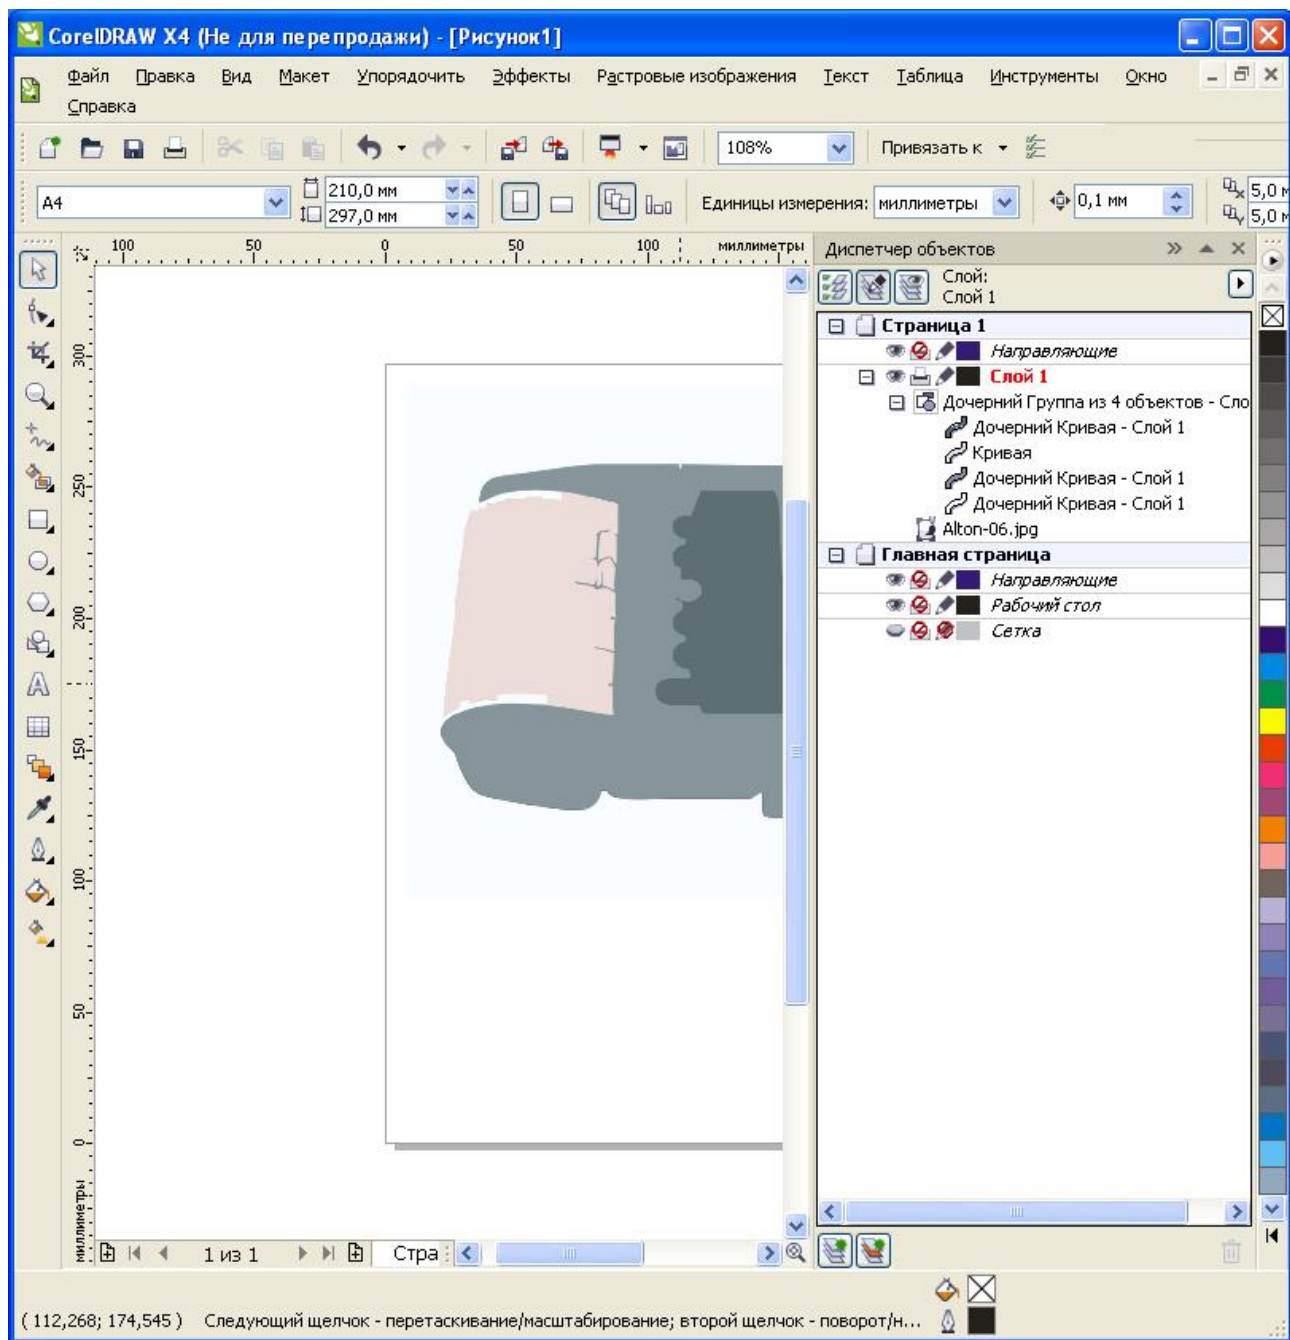 CorelDRAW X4 (Не для перепродажи) - [Рисунок1]
Файл Правка Вид Макет Упорядочить Эффекты Растровые изображения Текст Таблица Инструменты Окно
Справка
108% Привязать к
A4 210,0 мм 297,0 мм Единицы измерения: миллиметры 0,1 мм 5,0 м 5,0 м
100 50 0 50 100 миллиметры
Диспетчер объектов
Слой:
Слой 1
Страница 1
Направляющие
Слой 1
Дочерний Группа из 4 объектов - Сло
Дочерний Кривая - Слой 1
Кривая
Дочерний Кривая - Слой 1
Дочерний Кривая - Слой 1
Alton-06.jpg
Главная страница
Направляющие
Рабочий стол
Сетка
300
250
200
150
100
50
0
миллиметры
1 из 1 Стра
( 112,268; 174,545 ) Следующий щелчок - перетаскивание/масштабирование; второй щелчок - поворот/н...